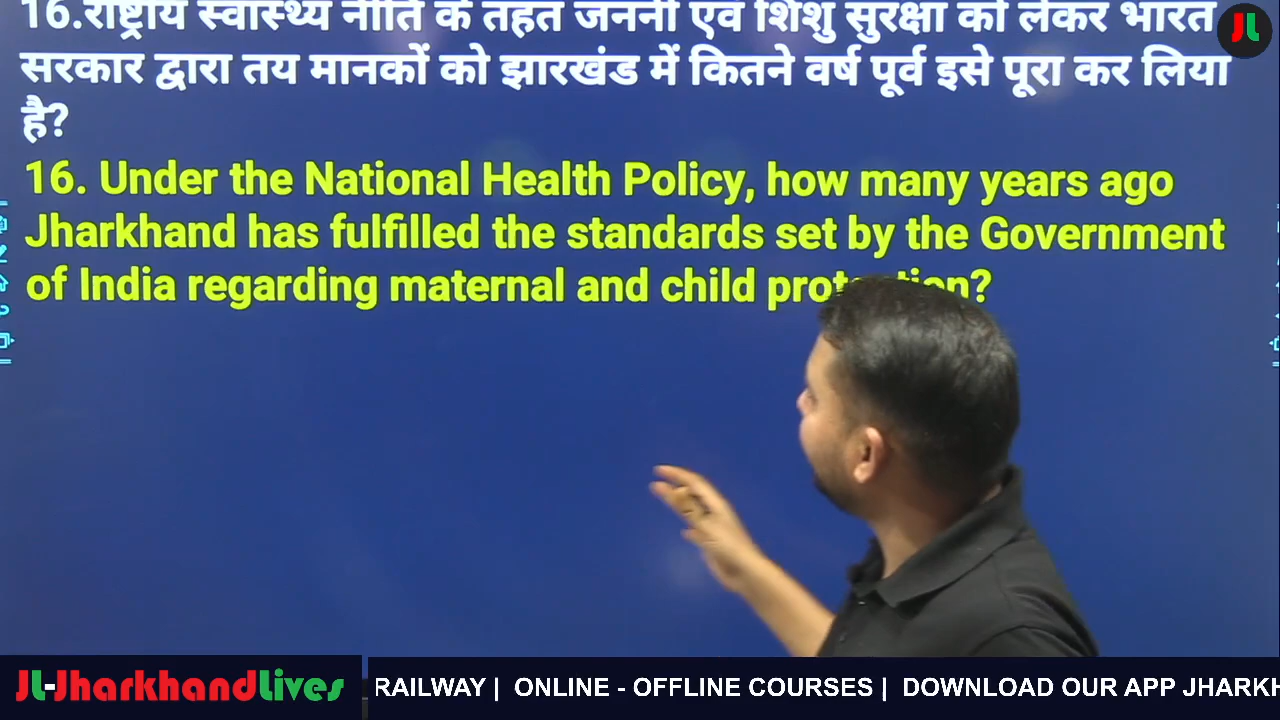 16.राष्ट्रीय स्वास्थ्य नीति के तहत जननी एवं शिशु सुरक्षा को लेकर भारत
सरकार द्वारा तय मानकों को झारखंड में कितने वर्ष पूर्व इसे पूरा कर लिया
है?
16. Under the National Health Policy, how many years ago
Jharkhand has fulfilled the standards set by the Government
of India regarding maternal and child protection?
JL
JL-JharkhandLives
RAILWAY | ONLINE - OFFLINE COURSES | DOWNLOAD OUR APP JHARKH